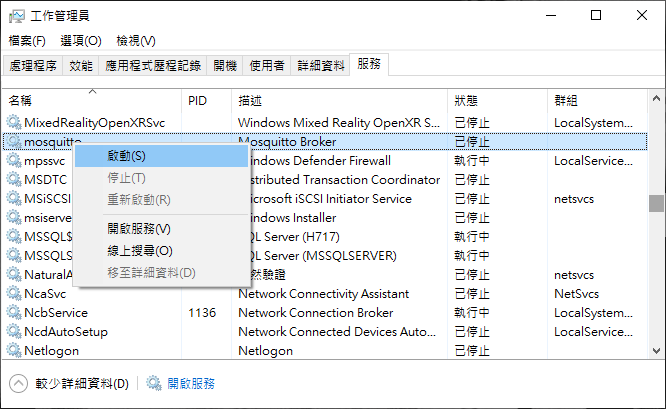 工作管理員
檔案(F) 選項(O) 檢視(V)
處理程序 效能 應用程式歷程記錄 開機 使用者 詳細資料 服務
名稱 PID 描述 狀態 群組
MixedRealityOpenXRSvc Windows Mixed Reality OpenXR S... 已停止 LocalSystem...
mosquitto Mosquitto Broker 已停止
mpssvc Windows Defender Firewall 執行中 LocalService...
MSDTC Distributed Transaction Coordinator 已停止
MSiSCSI Microsoft iSCSI Initiator Service 已停止 netsvcs
msiserver Windows Installer 已停止
MSSQL$ SQL Server (H717) 執行中
MSSQLS SQL Server (MSSQLSERVER) 執行中
NaturalA 然驗證 已停止 netsvcs
NcaSvc Network Connectivity Assistant 已停止 NetSvcs
NcbService 1136 Network Connection Broker 執行中 LocalSystem...
NcdAutoSetup Network Connected Devices Auto... 已停止 LocalService...
Netlogon Netlogon 已停止
啟動(S)
停止(T)
重新啟動(R)
開啟服務(V)
線上搜尋(O)
移至詳細資料(D)
較少詳細資料(D) 開啟服務